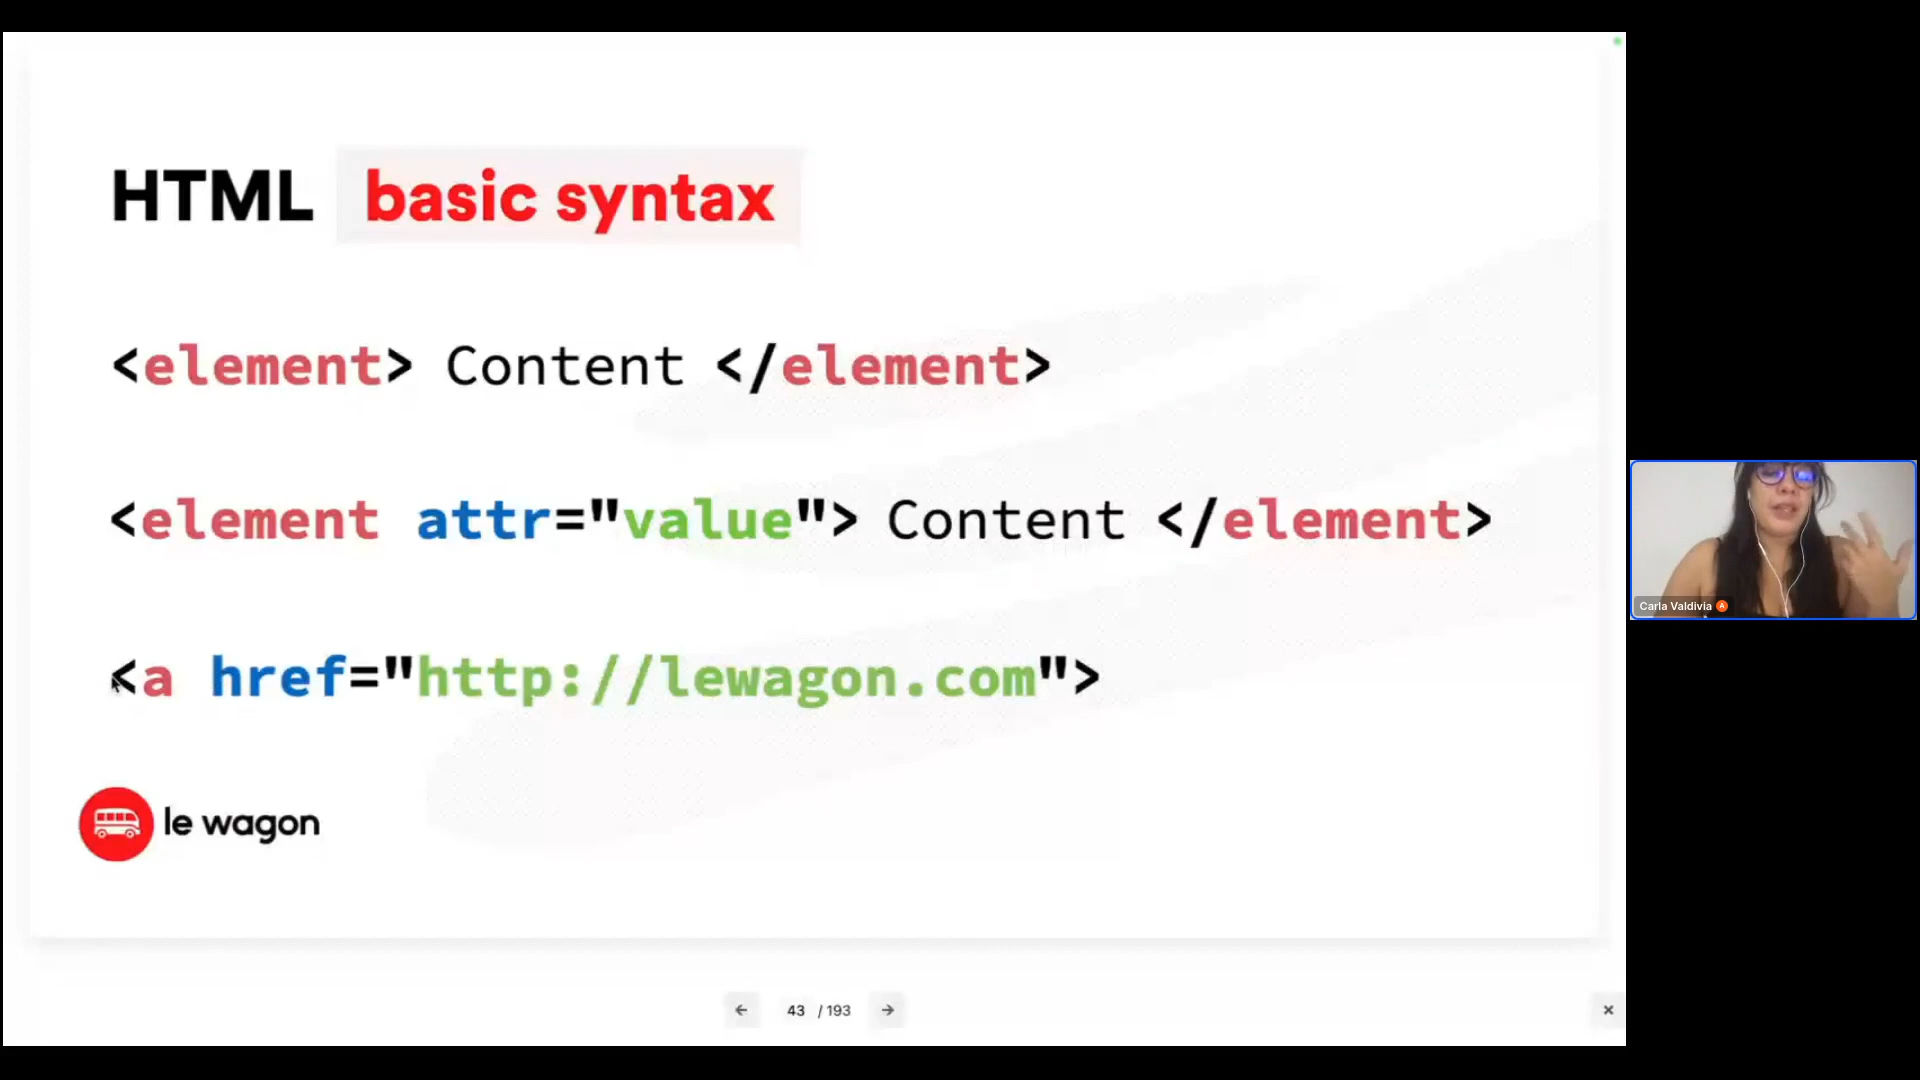 HTML basic syntax
<element> Content </element>
<element attr="value"> Content </element>
<a href="http://lewagon.com">
le wagon
43 / 193
Carla Valdivia